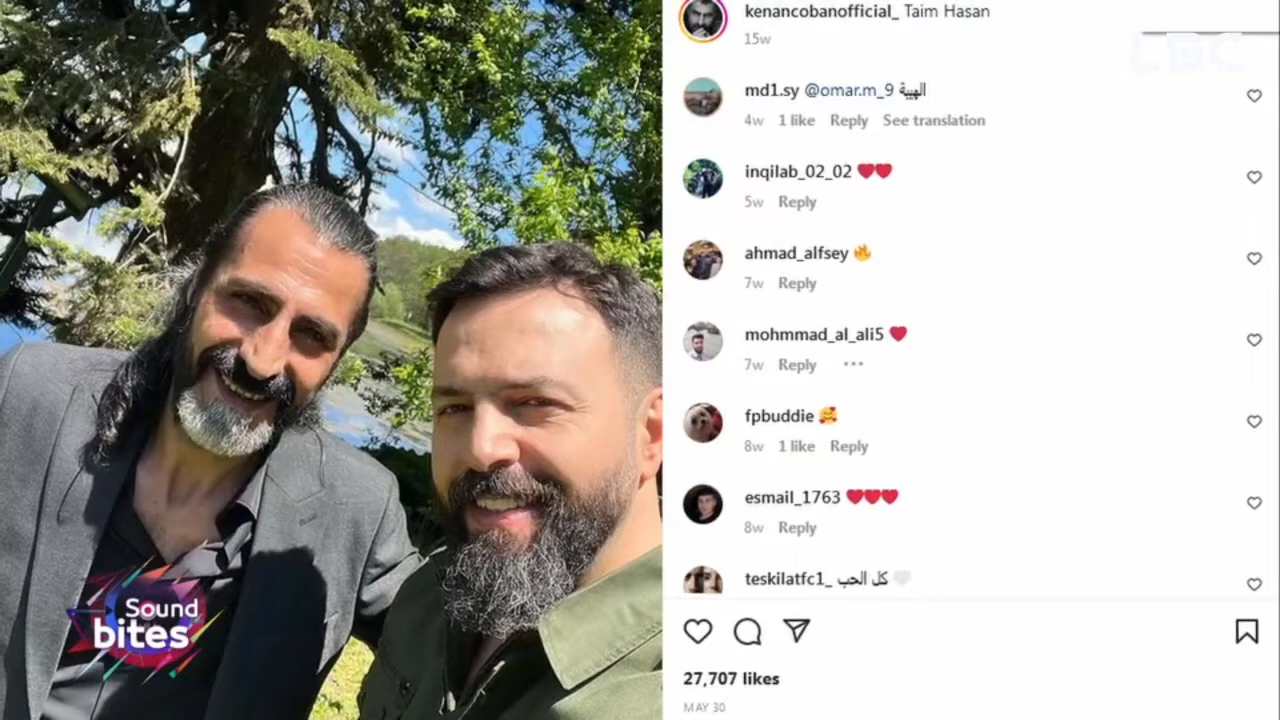 kenancobanofficial_ Taim Hasan
15w
LBC
md1.sy @omar.m_9 الهيبة
4w 1 like Reply See translation
inqilab_02_02 ❤❤
5w Reply
ahmad_alfsey 🔥
7w Reply
mohmmad_al_ali5 ❤
7w Reply ...
fpbuddie 🥰
8w 1 like Reply
esmail_1763 ❤❤❤
8w Reply
teskilatfc1_ كل الحب 🤍
Sound
bites
27,707 likes
MAY 30